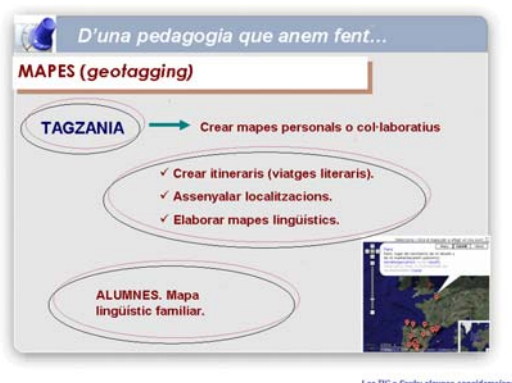 D'una pedagogia que anem fent...
MAPES (geotagging)
TAGZANIA
Crear mapes personals o col·laboratius
✓ Crear itineraris (viatges literaris).
✓ Assenyalar localitzacions.
✓ Elaborar mapes lingüístics.
ALUMNES. Mapa
lingüístic familiar.